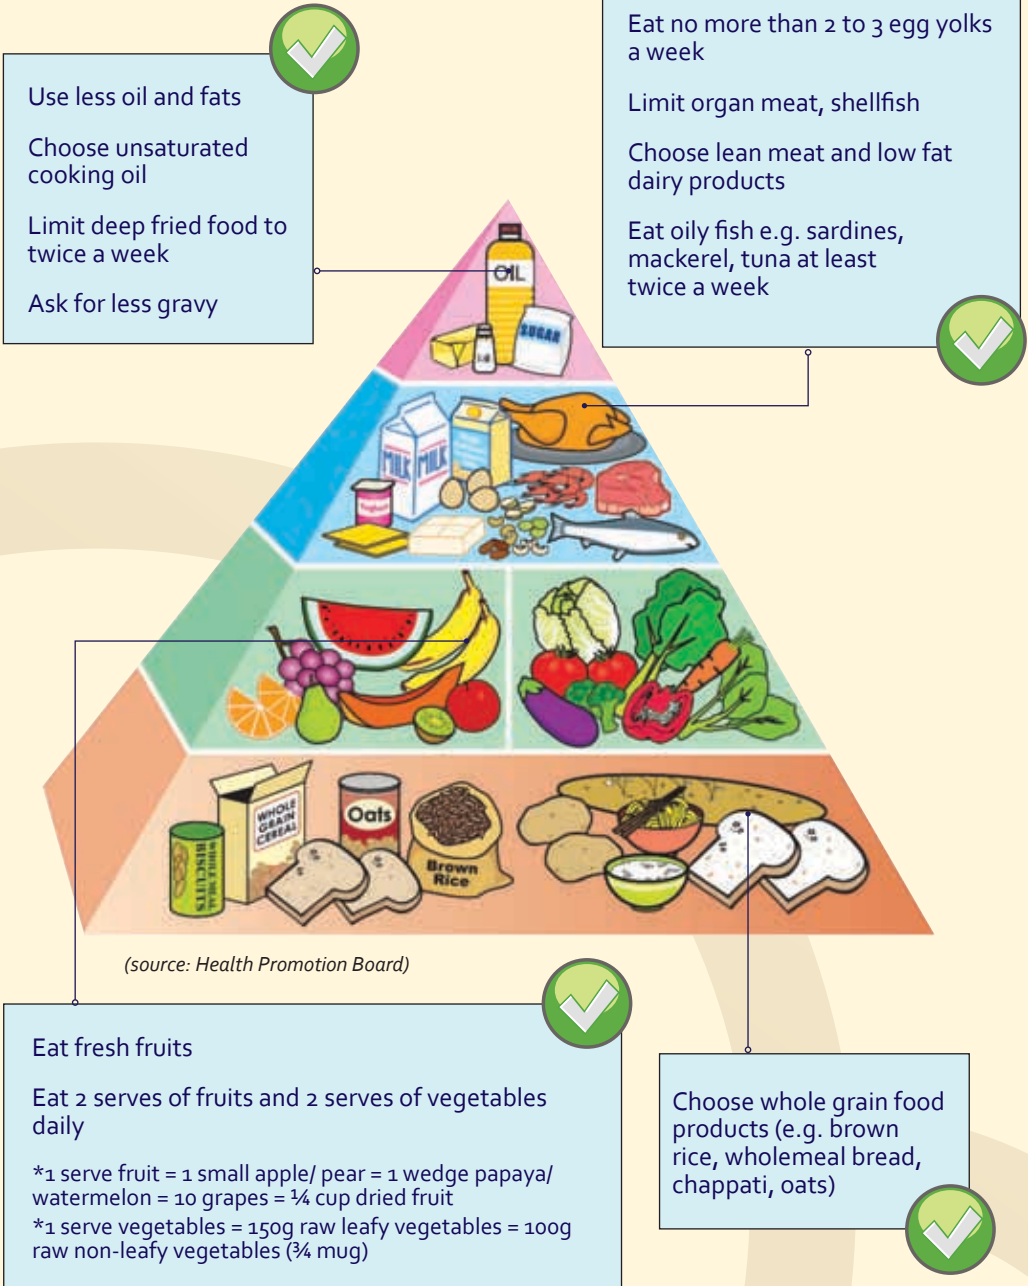 Use less oil and fats
Choose unsaturated
cooking oil
Limit deep fried food to
twice a week
Ask for less gravy
Eat no more than 2 to 3 egg yolks
a week
Limit organ meat, shellfish
Choose lean meat and low fat
dairy products
Eat oily fish e.g. sardines,
mackerel, tuna at least
twice a week
OIL
SUGAR
MILK
MILK
Yoghurt
WHOLE
GRAIN
CEREAL
Oats
WHOLEMEAL
BISCUITS
Brown
Rice
(source: Health Promotion Board)
Eat fresh fruits
Eat 2 serves of fruits and 2 serves of vegetables
daily
*1 serve fruit = 1 small apple/ pear = 1 wedge papaya/
watermelon = 10 grapes = ¼ cup dried fruit
*1 serve vegetables = 150g raw leafy vegetables = 100g
raw non-leafy vegetables (¾ mug)
Choose whole grain food
products (e.g. brown
rice, wholemeal bread,
chappati, oats)